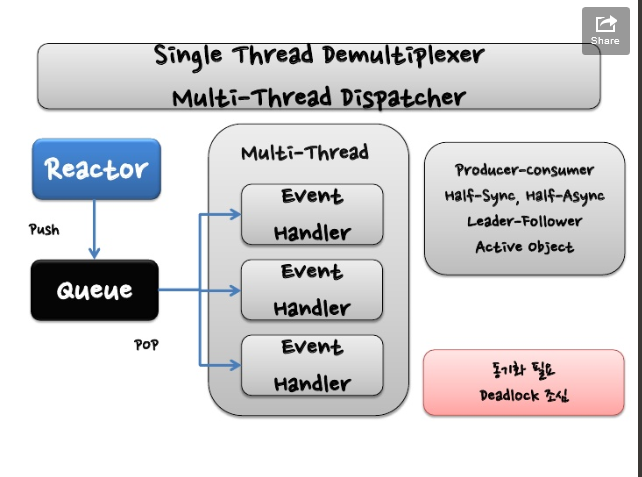 Share
Single Thread Demultiplexer
Multi-Thread Dispatcher
Reactor
Push
Queue
Pop
Multi-Thread
Event
Handler
Event
Handler
Event
Handler
Producer-consumer
Half-Sync, Half-Async
Leader-Follower
Active Object
동기화 필요
Deadlock 조심